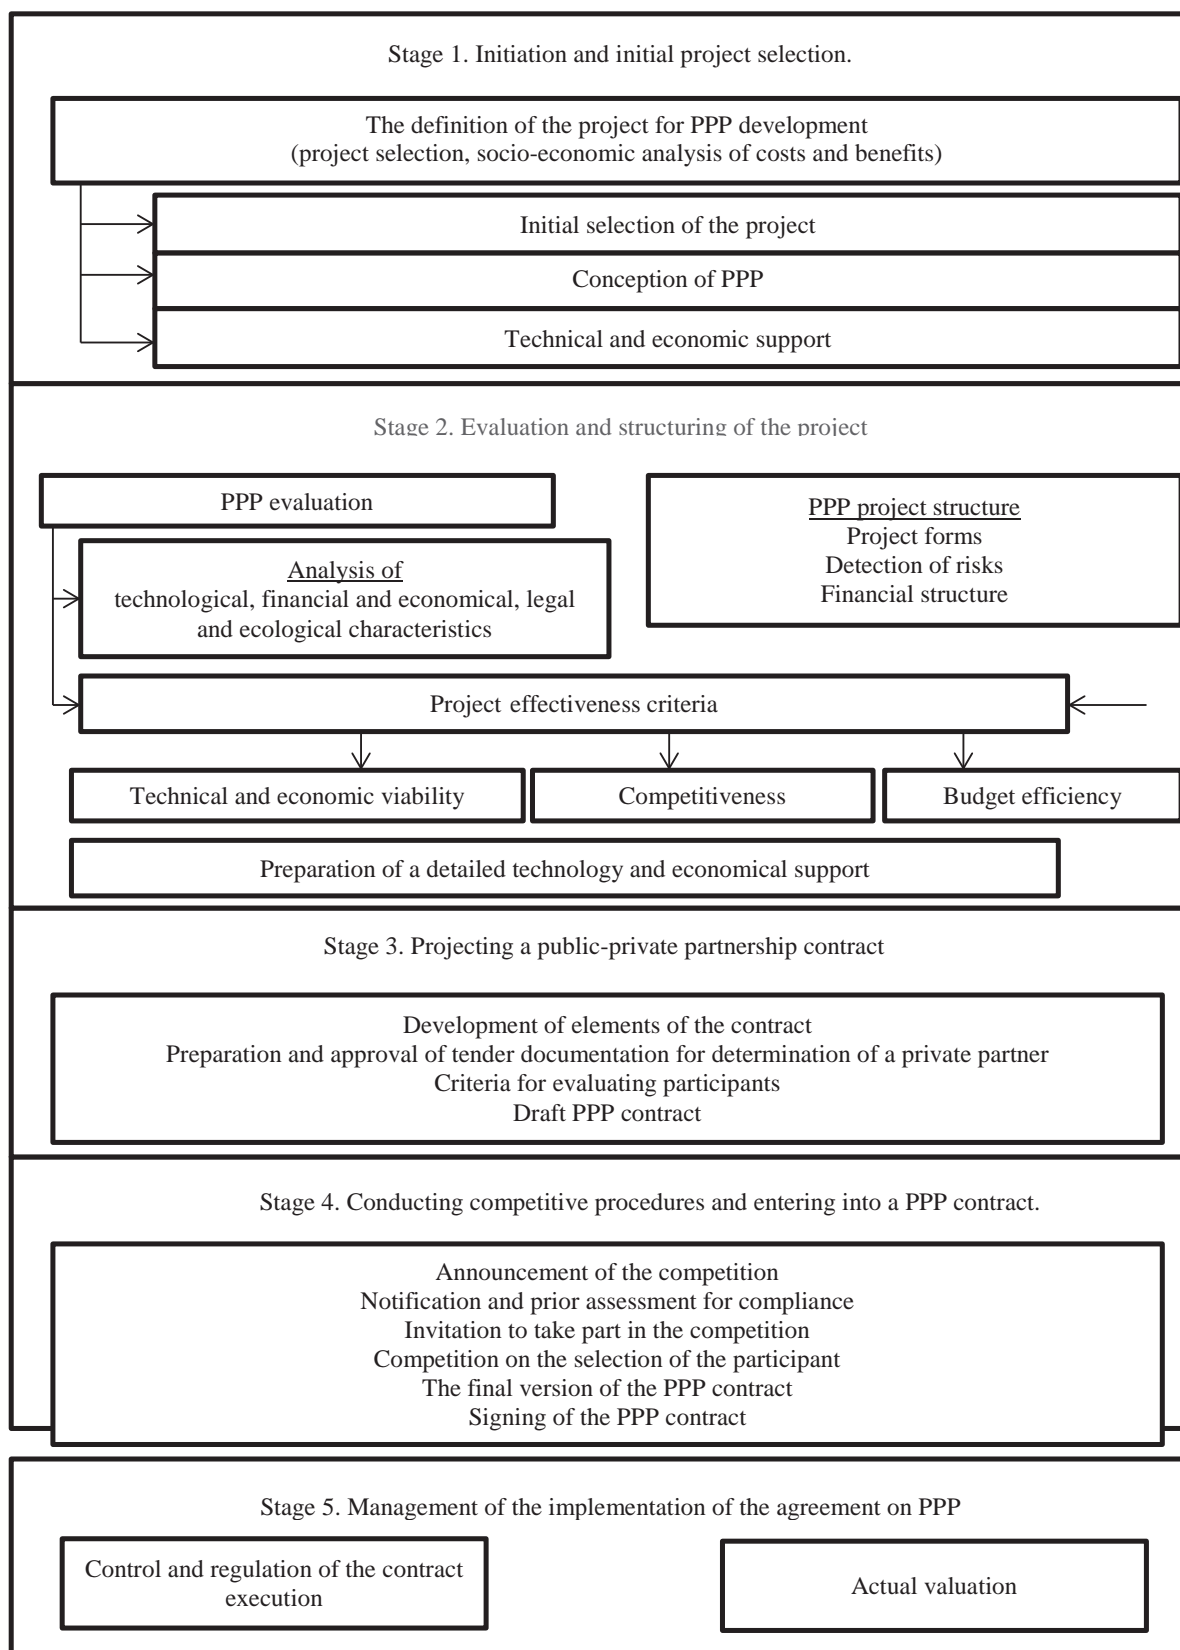 Stage 1. Initiation and initial project selection.
The definition of the project for PPP development
(project selection, socio-economic analysis of costs and benefits)
Initial selection of the project
Conception of PPP
Technical and economic support
Stage 2. Evaluation and structuring of the project
PPP evaluation
PPP project structure
Project forms
Detection of risks
Financial structure
Analysis of
technological, financial and economical, legal
and ecological characteristics
Project effectiveness criteria
Technical and economic viability
Competitiveness
Budget efficiency
Preparation of a detailed technology and economical support
Stage 3. Projecting a public-private partnership contract
Development of elements of the contract
Preparation and approval of tender documentation for determination of a private partner
Criteria for evaluating participants
Draft PPP contract
Stage 4. Conducting competitive procedures and entering into a PPP contract.
Announcement of the competition
Notification and prior assessment for compliance
Invitation to take part in the competition
Competition on the selection of the participant
The final version of the PPP contract
Signing of the PPP contract
Stage 5. Management of the implementation of the agreement on PPP
Control and regulation of the contract
execution
Actual valuation